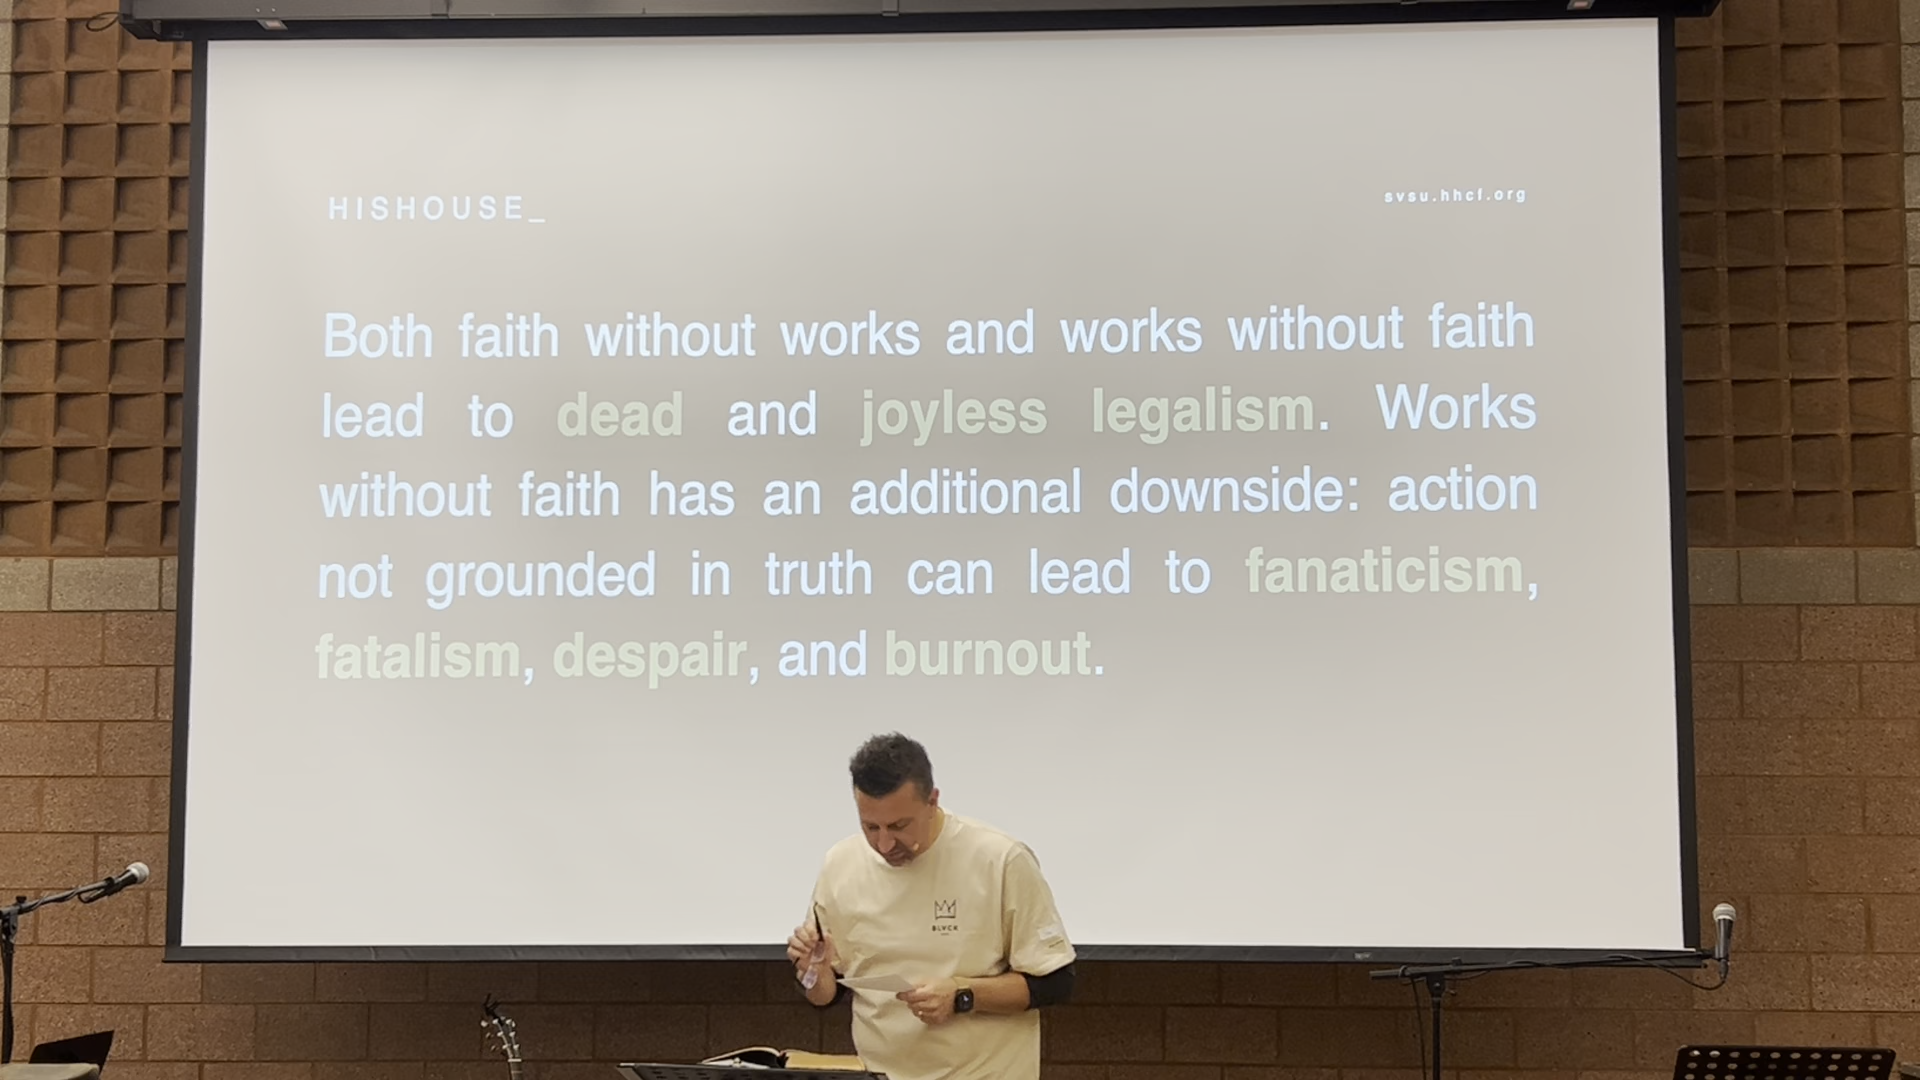 HISHOUSE_
svsu.hhcf.org
Both faith without works and works without faith
lead to dead and joyless legalism. Works
without faith has an additional downside: action
not grounded in truth can lead to fanaticism,
fatalism, despair, and burnout.
BLVCK